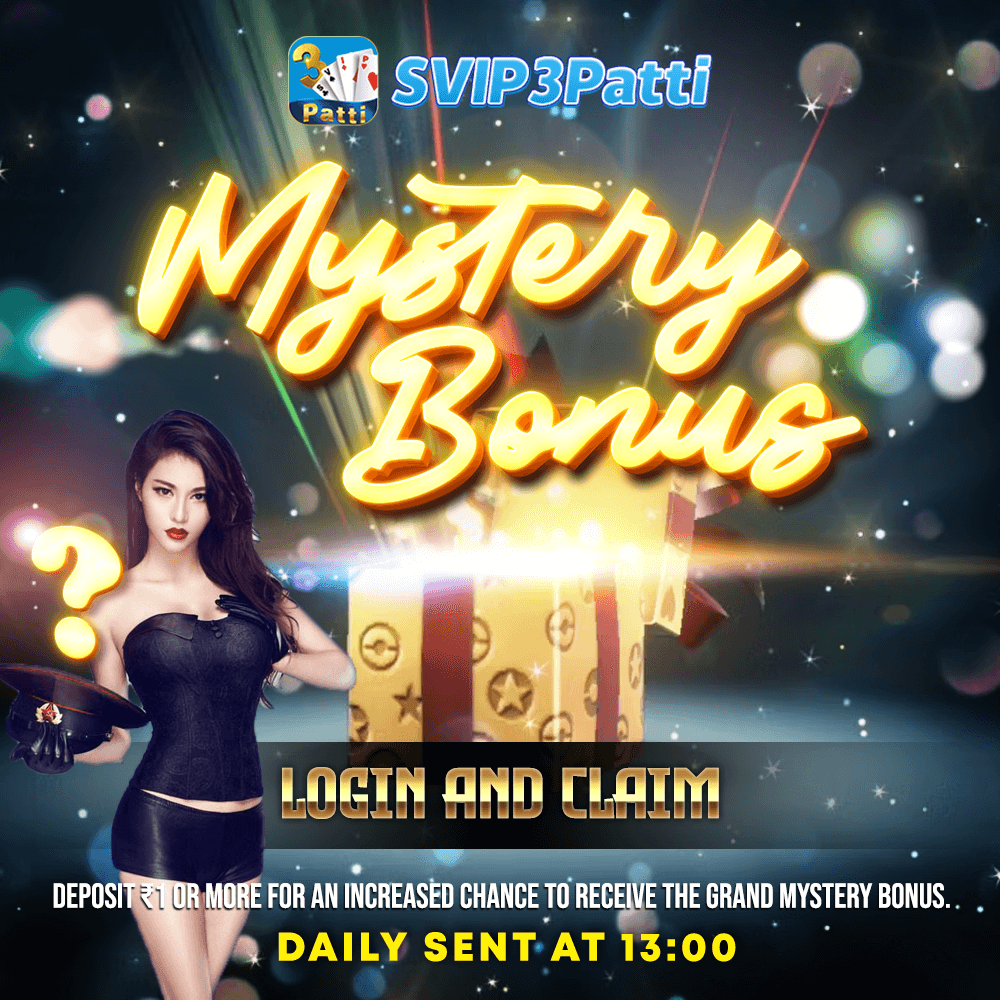 3 Patti
SVIP3Patti
Mystery
Bonus
?
LOGIN AND CLAIM
DEPOSIT ₹1 OR MORE FOR AN INCREASED CHANCE TO RECEIVE THE GRAND MYSTERY BONUS.
DAILY SENT AT 13:00